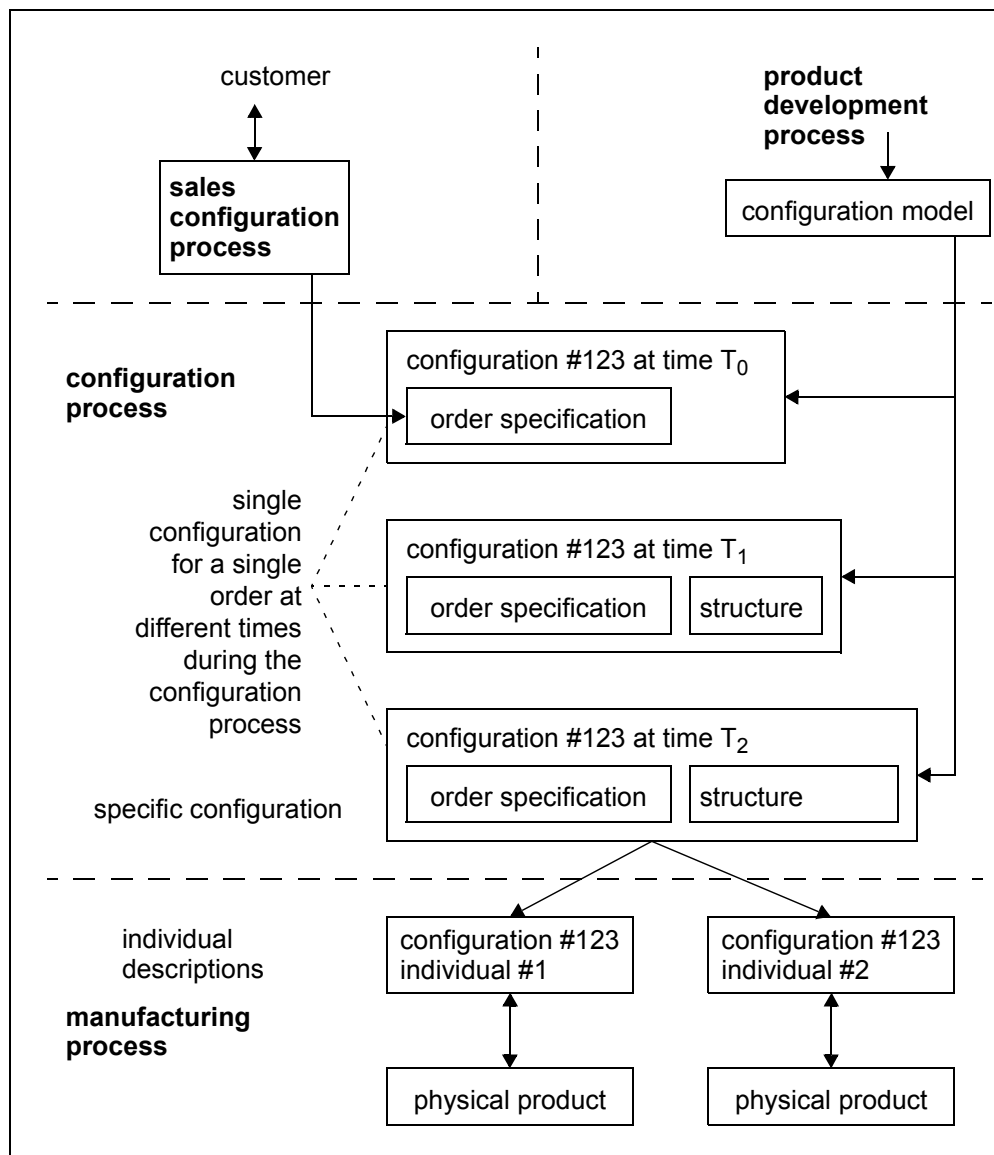 customer
sales
configuration
process
product
development
process
configuration model
configuration
process
configuration #123 at time T0
order specification
single
configuration
for a single
order at
different times
during the
configuration
process
configuration #123 at time T1
order specification structure
configuration #123 at time T2
order specification structure
specific configuration
individual
descriptions
manufacturing
process
configuration #123
individual #1
configuration #123
individual #2
physical product
physical product